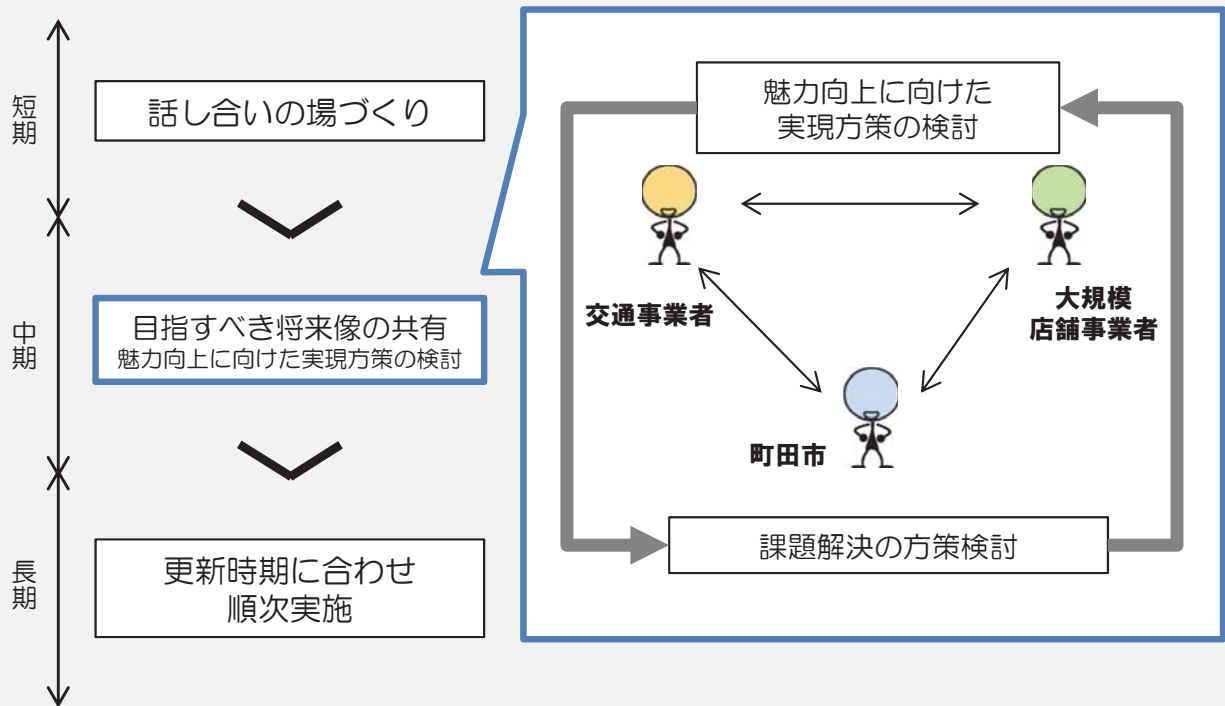 短期
話し合いの場づくり
中期
目指すべき将来像の共有
魅力向上に向けた実現方策の検討
長期
更新時期に合わせ
順次実施
魅力向上に向けた
実現方策の検討
交通事業者
大規模
店舗事業者
町田市
課題解決の方策検討